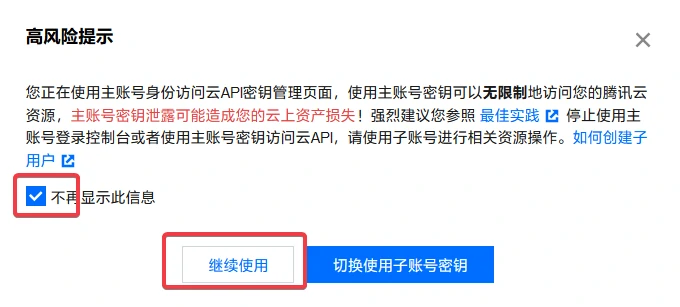 高风险提示
您正在使用主账号身份访问云API密钥管理页面，使用主账号密钥可以无限制地访问您的腾讯云
资源，主账号密钥泄露可能造成您的云上资产损失！强烈建议您参照 最佳实践 停止使用主
账号登录控制台或者使用主账号密钥访问云API，请使用子账号进行相关资源操作。如何创建子
用户
不再显示此信息
继续使用 切换使用子账号密钥